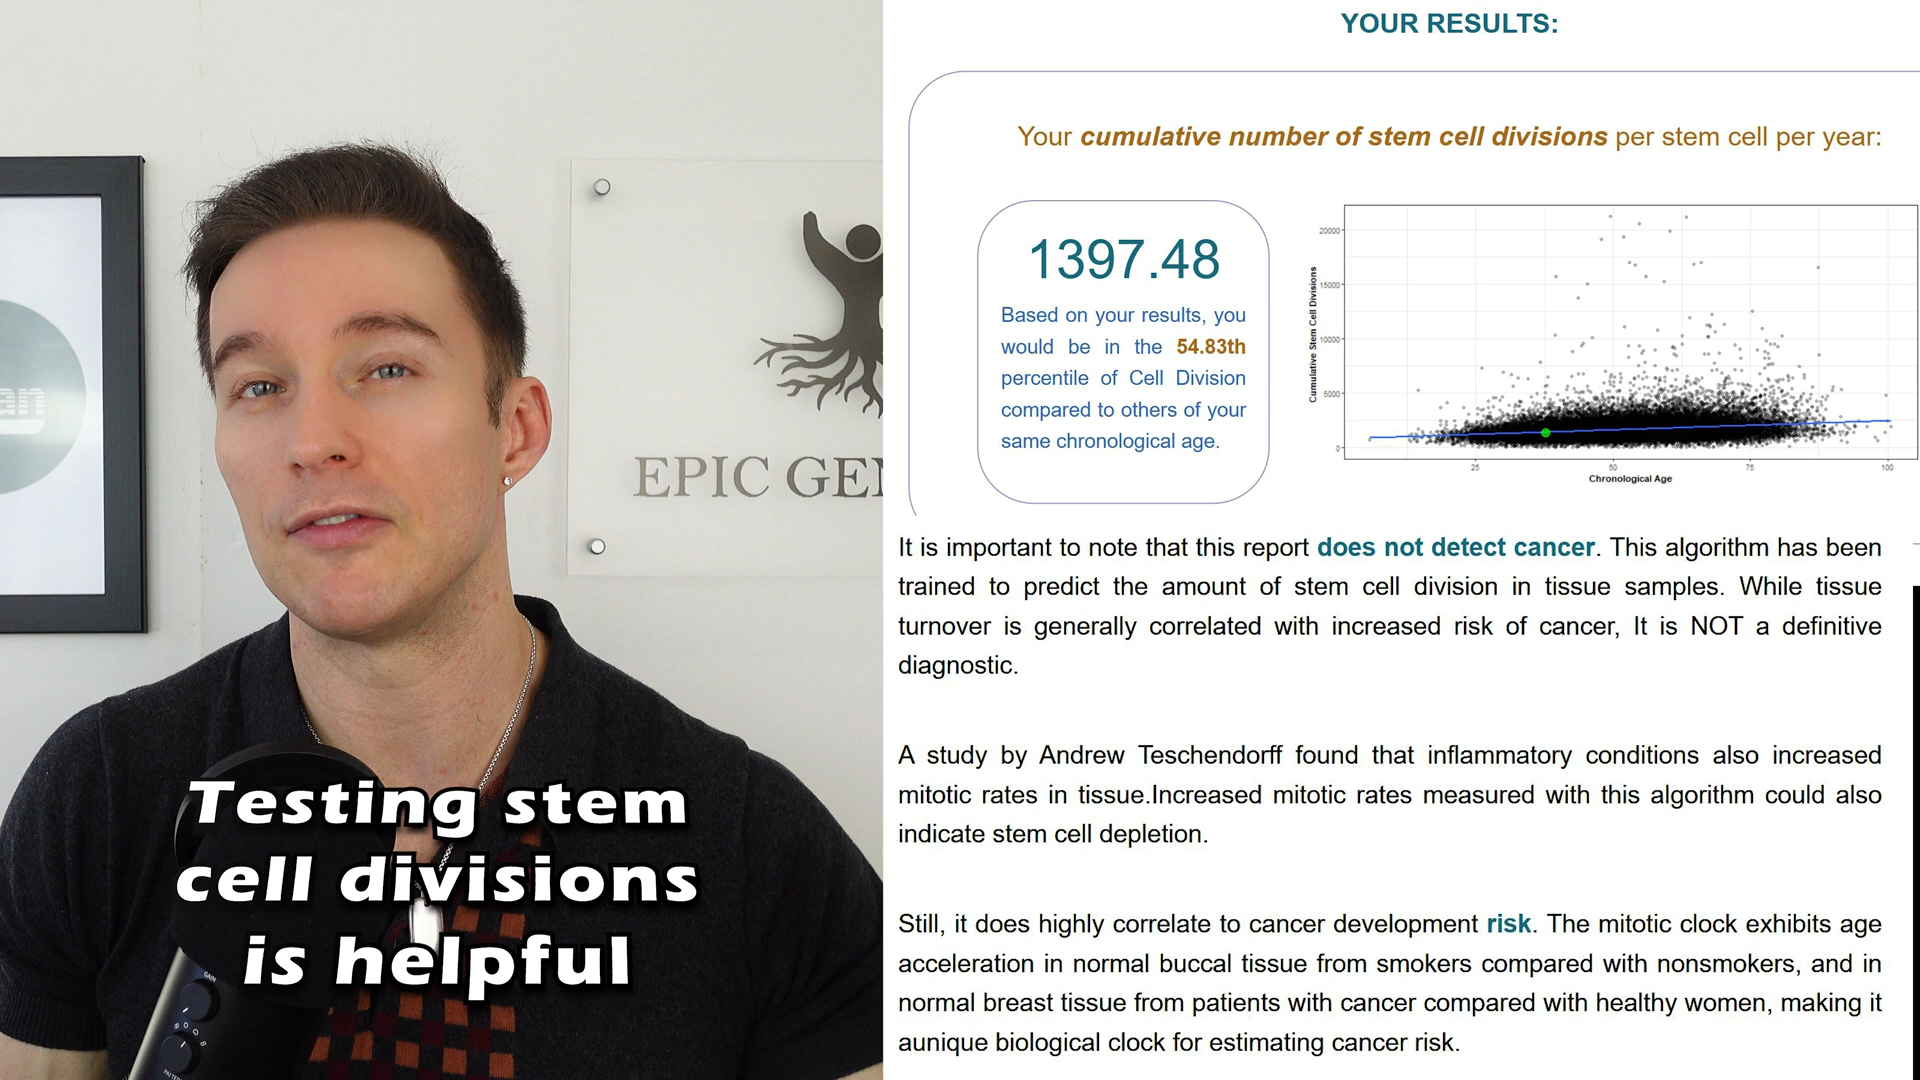 an
EPIC GEN
Testing stem
cell divisions
is helpful
GAIN
YOUR RESULTS:
Your cumulative number of stem cell divisions per stem cell per year:
1397.48
Based on your results, you
would be in the 54.83th
percentile of Cell Division
compared to others of your
same chronological age.
Cumulative Stem Cell Divisions
20000
15000
10000
5000
0
25 50 75 100
Chronological Age
It is important to note that this report does not detect cancer. This algorithm has been
trained to predict the amount of stem cell division in tissue samples. While tissue
turnover is generally correlated with increased risk of cancer, It is NOT a definitive
diagnostic.
A study by Andrew Teschendorff found that inflammatory conditions also increased
mitotic rates in tissue.Increased mitotic rates measured with this algorithm could also
indicate stem cell depletion.
Still, it does highly correlate to cancer development risk. The mitotic clock exhibits age
acceleration in normal buccal tissue from smokers compared with nonsmokers, and in
normal breast tissue from patients with cancer compared with healthy women, making it
aunique biological clock for estimating cancer risk.